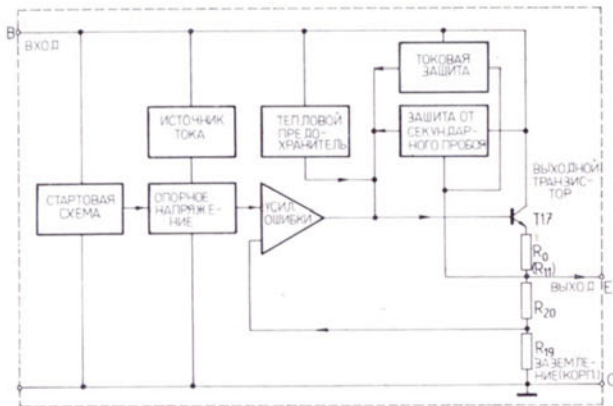 В
ВХОД
ТОКОВАЯ
ЗАЩИТА
ИСТОЧНИК
ТОКА
ТЕПЛОВОЙ
ПРЕДО-
ХРАНИТЕЛЬ
ЗАЩИТА ОТ
СЕКУНДАР-
НОГО ПРОБОЯ
ВЫХОДНОЙ
ТРАНЗИС-
ТОР
СТАРТОВАЯ
СХЕМА
ОПОРНОЕ
НАПРЯЖЕ-
НИЕ
УСИЛ.
ОШИБКИ
T17
R0
(R11)
ВЫХОД
E
R20
R19
ЗАЗЕМЛЕ-
НИЕ(КОРП.)
C